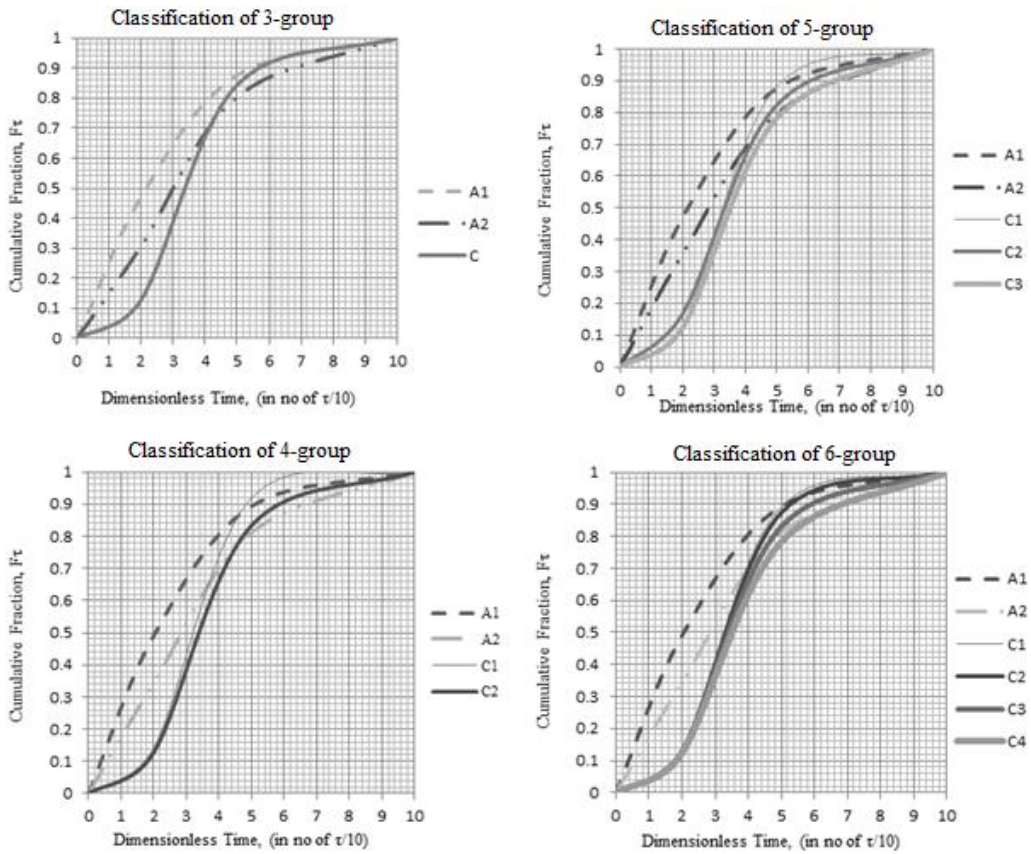 Classification of 3-group
1
0.9
0.8
0.7
0.6
0.5
0.4
0.3
0.2
0.1
0
0 1 2 3 4 5 6 7 8 9 10
Cumulative Fraction, Fτ
Dimensionless Time, (in no of τ/10)
A1
A2
C
Classification of 5-group
1
0.9
0.8
0.7
0.6
0.5
0.4
0.3
0.2
0.1
0
0 1 2 3 4 5 6 7 8 9 10
Cumulative Fraction, Fτ
Dimensionless Time, (in no of τ/10)
A1
A2
C1
C2
C3
Classification of 4-group
1
0.9
0.8
0.7
0.6
0.5
0.4
0.3
0.2
0.1
0
0 1 2 3 4 5 6 7 8 9 10
Cumulative Fraction, Fτ
Dimensionless Time, (in no of τ/10)
A1
A2
C1
C2
Classification of 6-group
1
0.9
0.8
0.7
0.6
0.5
0.4
0.3
0.2
0.1
0
0 1 2 3 4 5 6 7 8 9 10
Cumulative Fraction, Fτ
Dimensionless Time, (in no of τ/10)
A1
A2
C1
C2
C3
C4